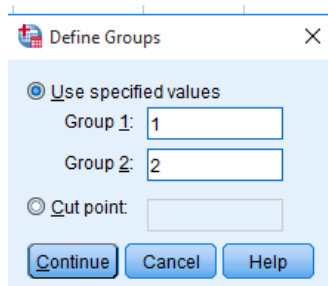 Define Groups
Use specified values
Group 1: 1
Group 2: 2
Cut point:
Continue Cancel Help